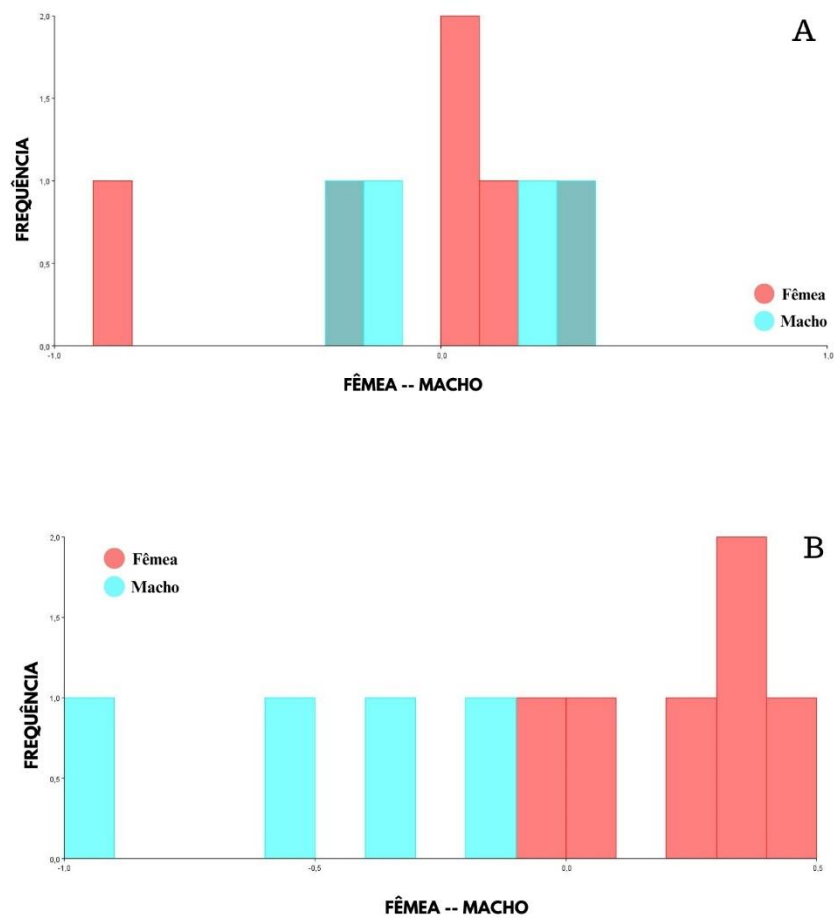 A
2,0
1,5
1,0
0,5
0,0
FREQUÊNCIA
Fêmea
Macho
-1,0
0,0
1,0
FÊMEA -- MACHO
B
2,0
1,5
1,0
0,5
0,0
FREQUÊNCIA
Fêmea
Macho
-1,0
-0,5
0,0
0,5
FÊMEA -- MACHO